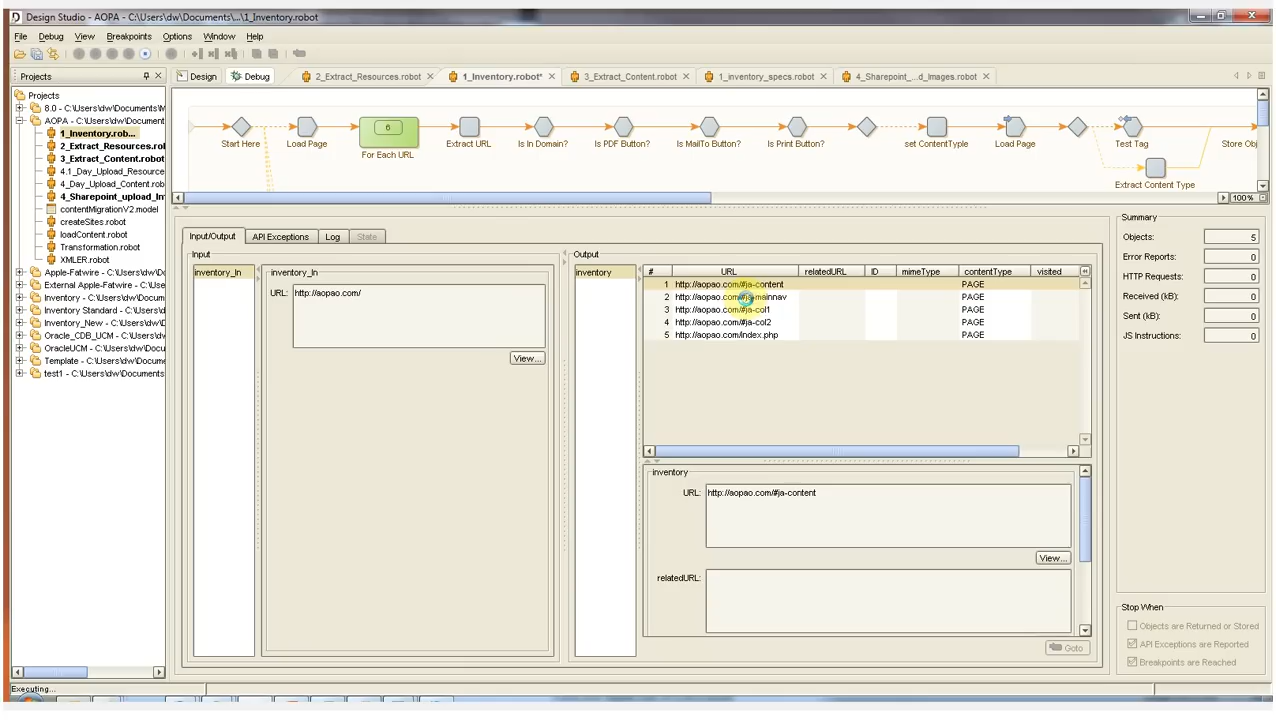 Design Studio - AOPA - C:\Users\dw\Documents\...\1_Inventory.robot
File Debug View Breakpoints Options Window Help
Projects
Design Debug 2_Extract_Resources.robot 1_Inventory.robot* 3_Extract_Content.robot 1_inventory_specs.robot 4_Sharepoint_...d_Images.robot
Projects
8.0 - C:\Users\dw\Documents\M
AOPA - C:\Users\dw\Document
1_Inventory.rob...
2_Extract_Resources.rol
3_Extract_Content.robot
4.1_Day_Upload_Resource
4_Day_Upload_Content.rob
4_Sharepoint_upload_In
contentMigrationV2.model
createSites.robot
loadContent.robot
Transformation.robot
XMLER.robot
Apple-Fatwire - C:\Users\dw
External Apple-Fatwire - C:\U
Inventory - C:\Users\dw\Docum
Inventory Standard - C:\Users
Inventory_New - C:\Users\dw
Oracle_CDB_UCM - C:\Users\d
OracleUCM - C:\Users\dw\Doc
Template - C:\Users\dw\Docume
test1 - C:\Users\dw\Documents
6
Start Here Load Page For Each URL Extract URL Is In Domain? Is PDF Button? Is MailTo Button? Is Print Button? set ContentTyple Load Page Test Tag Store Obj
Extract Content Type
100%
Input/Output API Exceptions Log State
Input
inventory_In
inventory_In
URL: http://aopao.com/
View...
Output
inventory
# URL relatedURL ID mimeType contentType visited
1 http://aopao.com/#ja-content PAGE
2 http://aopao.com/#ja-mainnav PAGE
3 http://aopao.com/#ja-col1 PAGE
4 http://aopao.com/#ja-col2 PAGE
5 http://aopao.com/index.php PAGE
inventory
URL: http://aopao.com/#ja-content
View...
relatedURL:
Goto
Summary
Objects: 5
Error Reports: 0
HTTP Requests: 0
Received (kB): 0
Sent (kB): 0
JS Instructions: 0
Stop When
Objects are Returned or Stored
API Exceptions are Reported
Breakpoints are Reached
Executing...